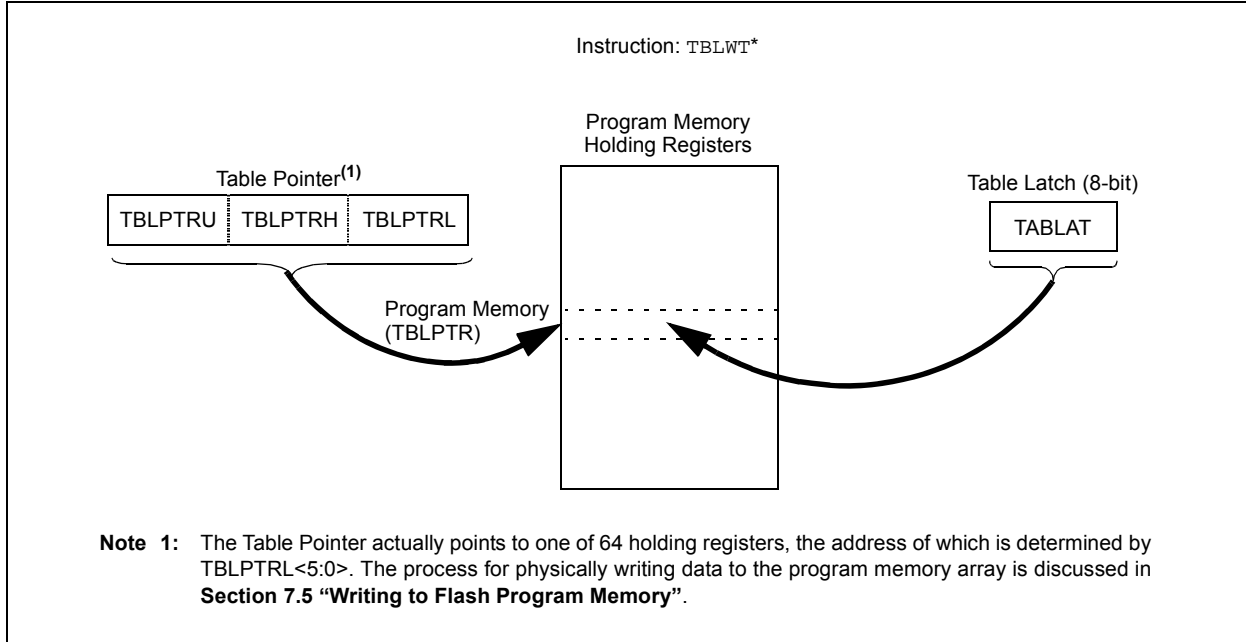 Instruction: TBLWT*
Program Memory
Holding Registers
Table Pointer(1)
Table Latch (8-bit)
TBLPTRU TBLPTRH TBLPTRL
TABLAT
Program Memory
(TBLPTR)
Note 1: The Table Pointer actually points to one of 64 holding registers, the address of which is determined by
TBLPTRL<5:0>. The process for physically writing data to the program memory array is discussed in
Section 7.5 “Writing to Flash Program Memory”.